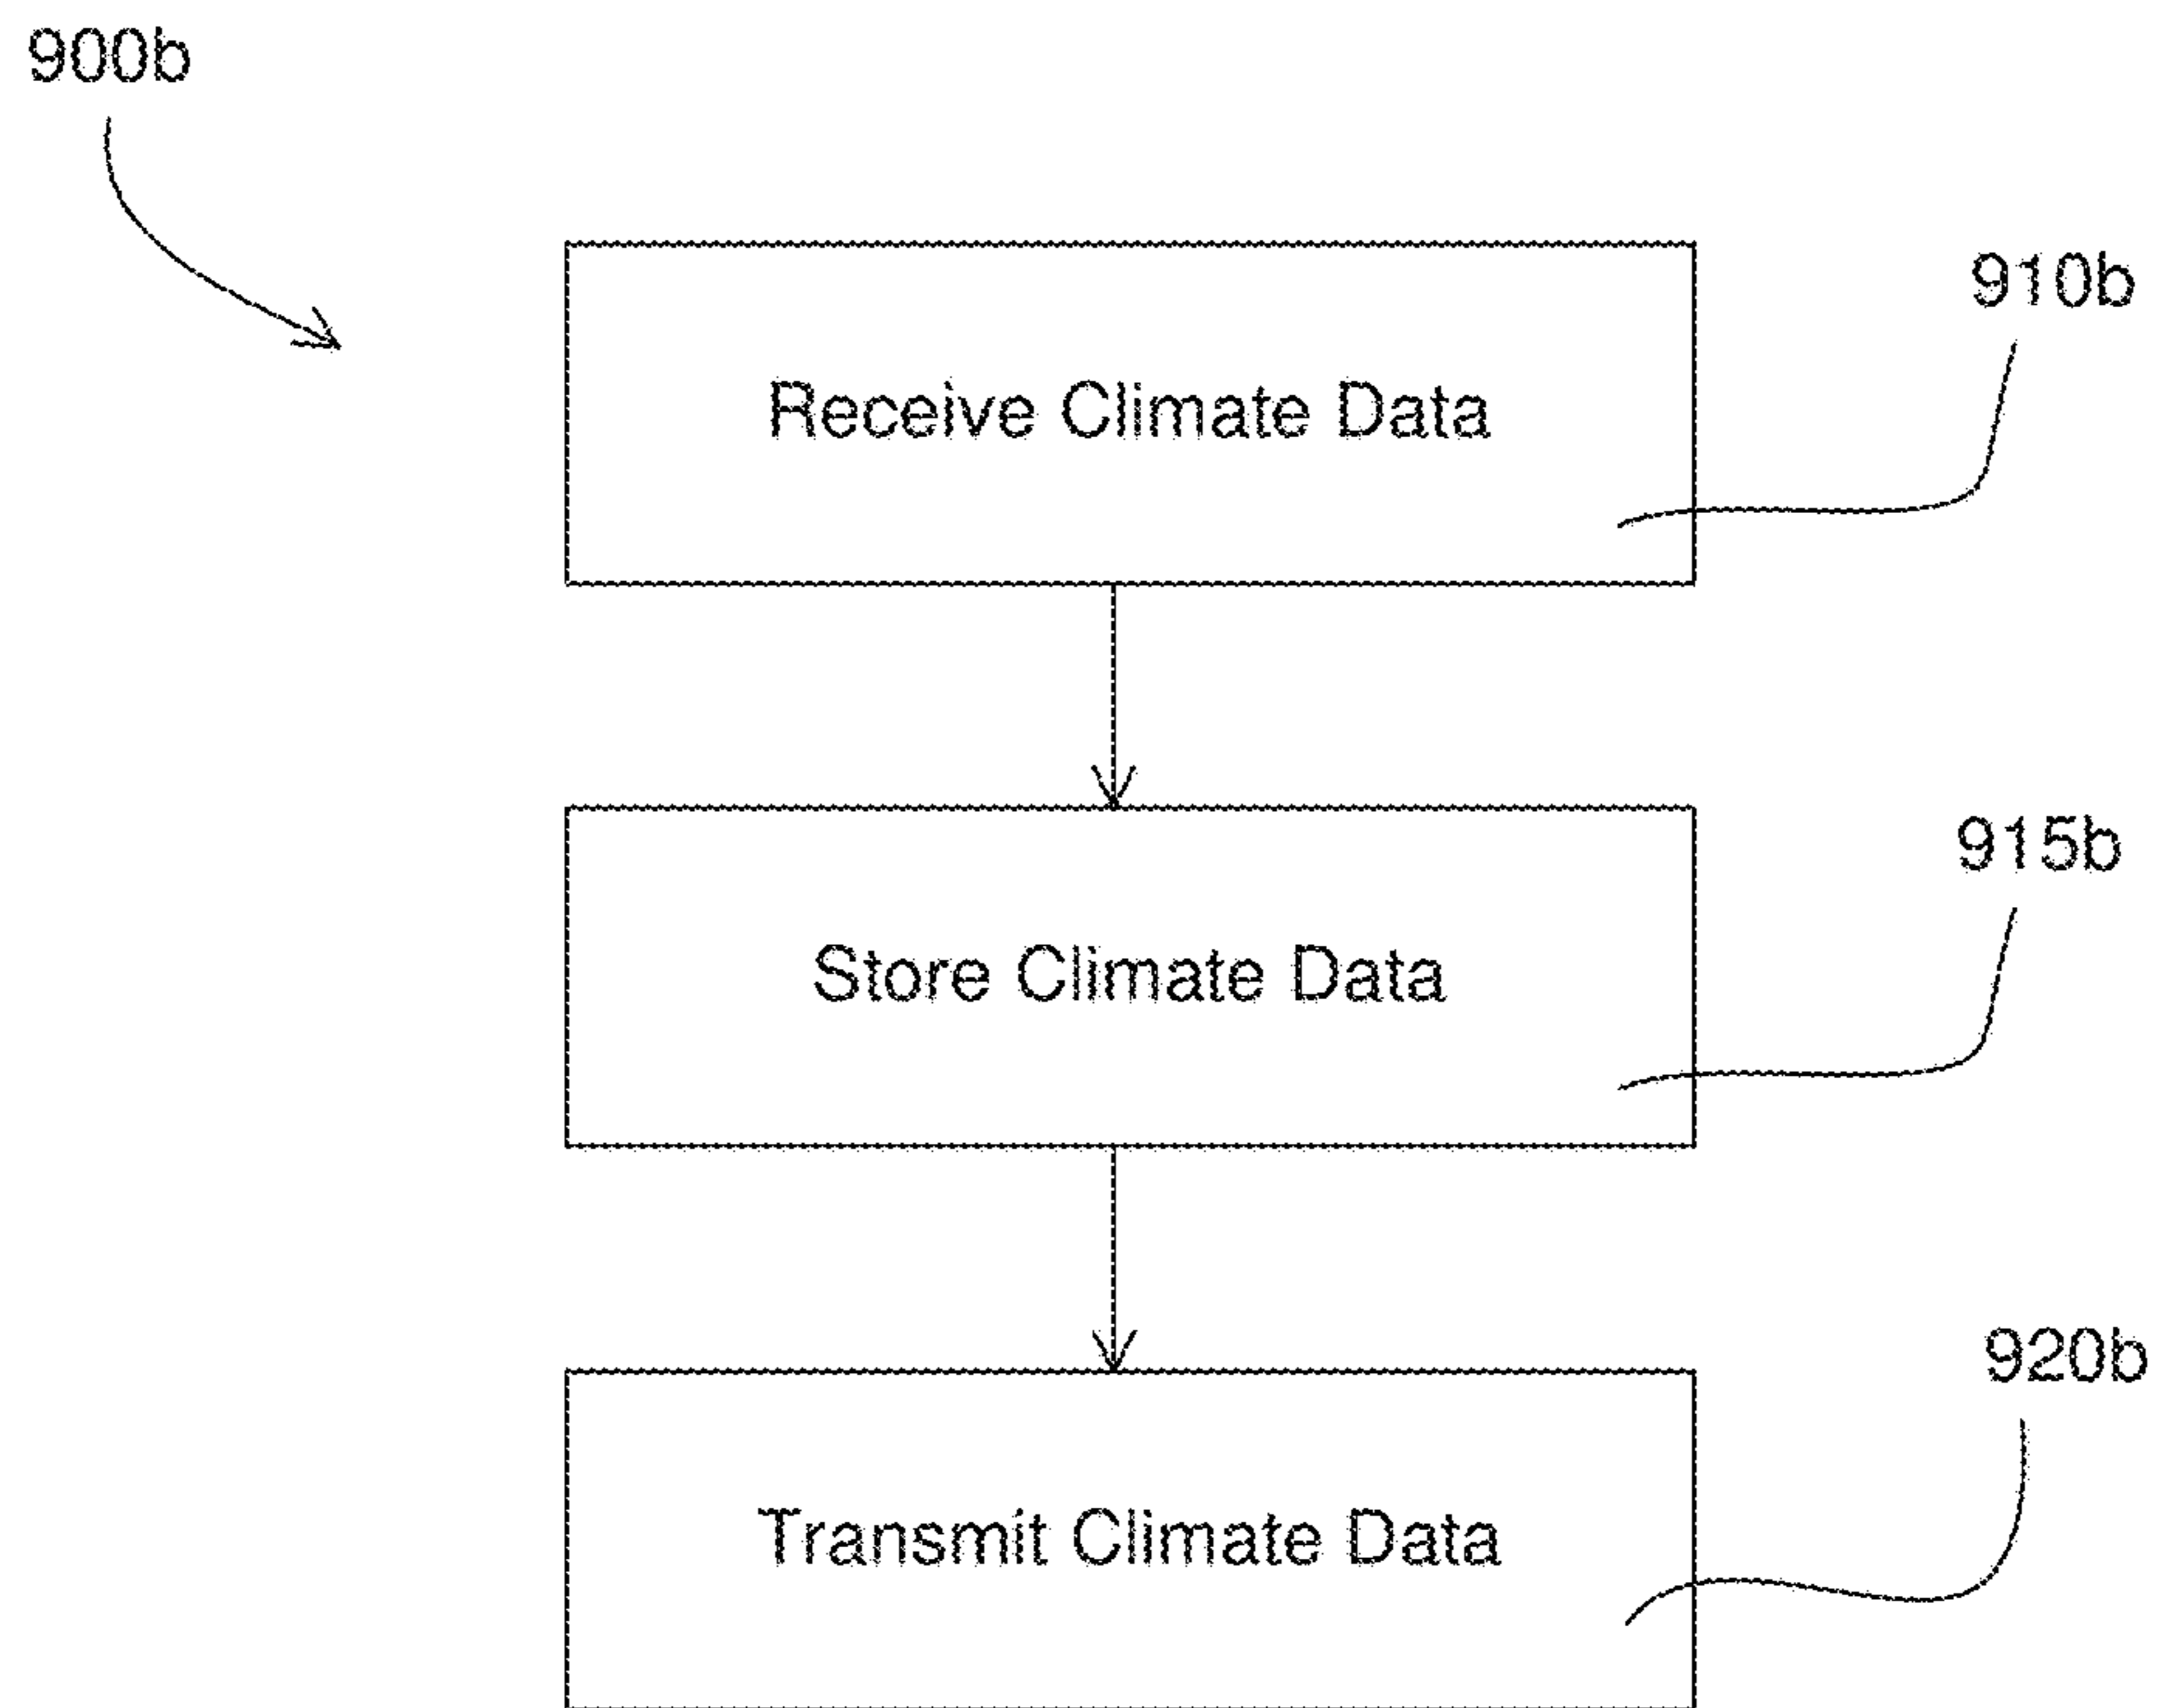 900b
910b
Receive Climate Data
915b
Store Climate Data
920b
Transmit Climate Data